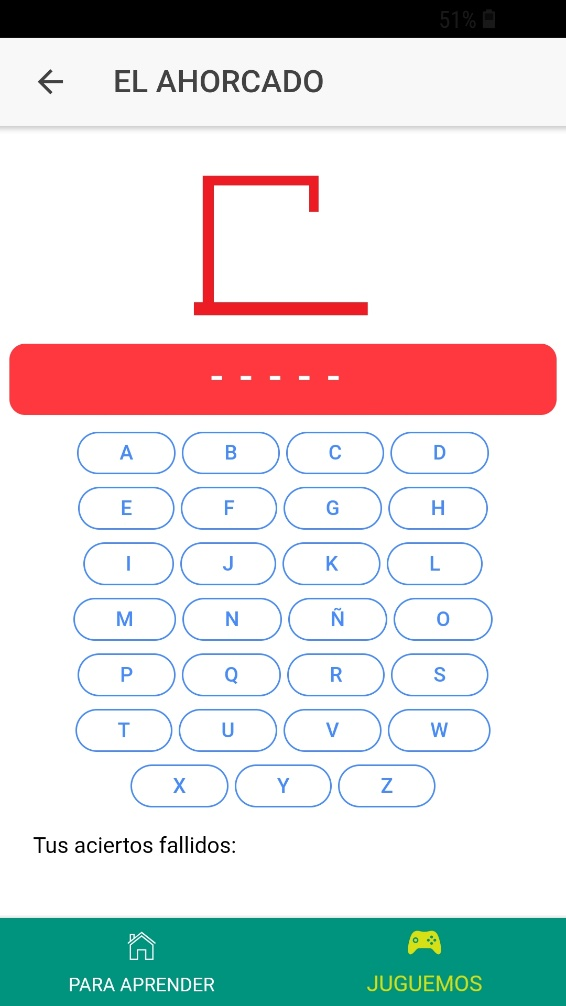 51%
EL AHORCADO
- - - - -
A B C D
E F G H
I J K L
M N Ñ O
P Q R S
T U V W
X Y Z
Tus aciertos fallidos:
PARA APRENDER JUGUEMOS